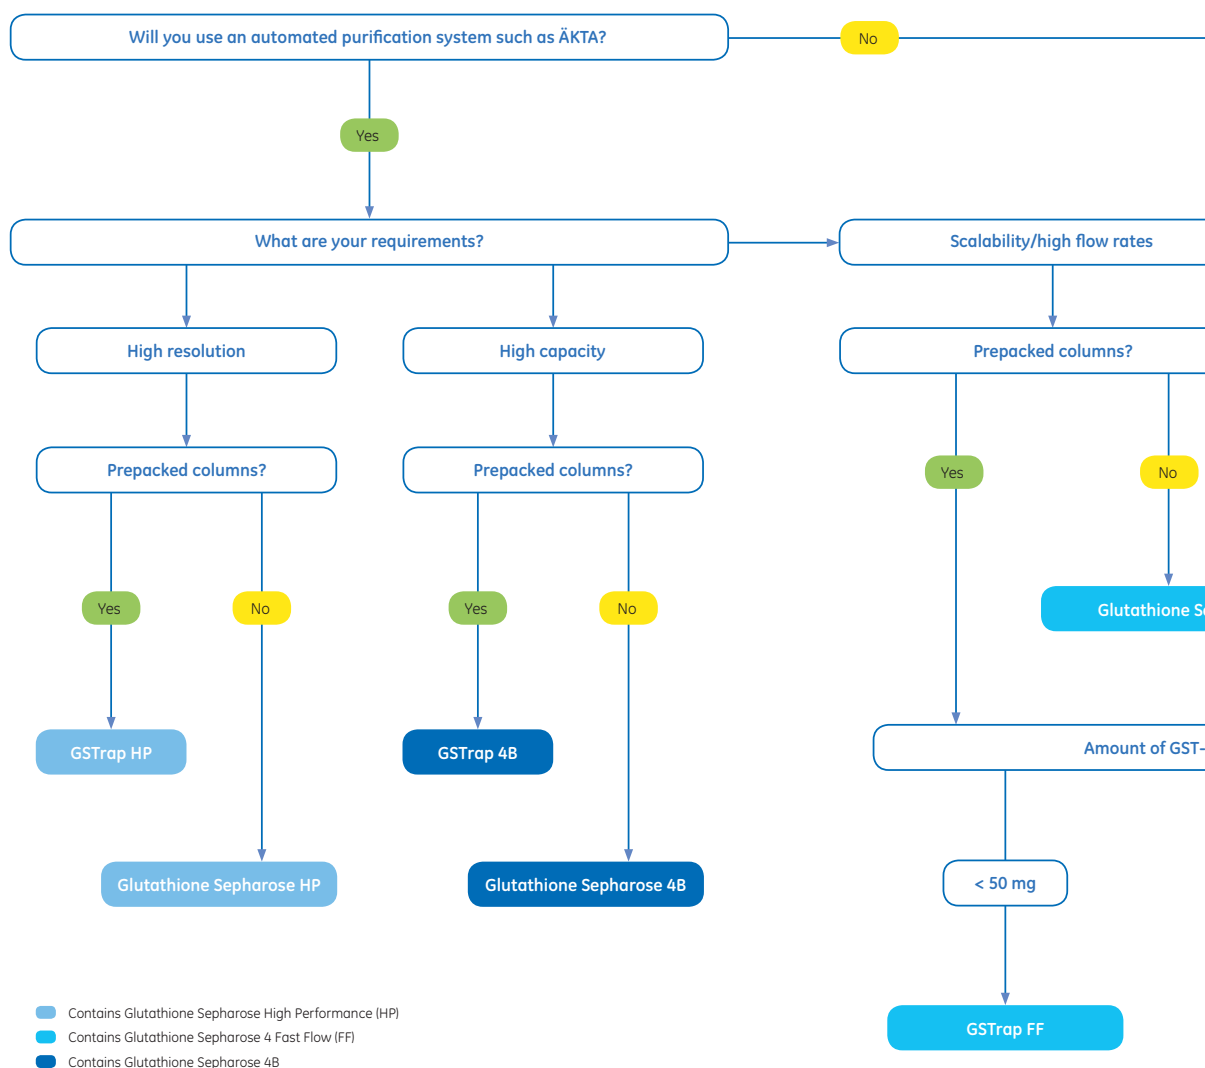 Will you use an automated purification system such as ÄKTA?
No
Yes
What are your requirements?
Scalability/high flow rates
High resolution
High capacity
Prepacked columns?
Prepacked columns?
Prepacked columns?
Yes
No
Yes
No
Yes
No
Glutathione
GSTrap HP
GSTrap 4B
Amount of GST-
Glutathione Sepharose HP
Glutathione Sepharose 4B
< 50 mg
GSTrap FF
Contains Glutathione Sepharose High Performance (HP)
Contains Glutathione Sepharose 4 Fast Flow (FF)
Contains Glutathione Sepharose 4B